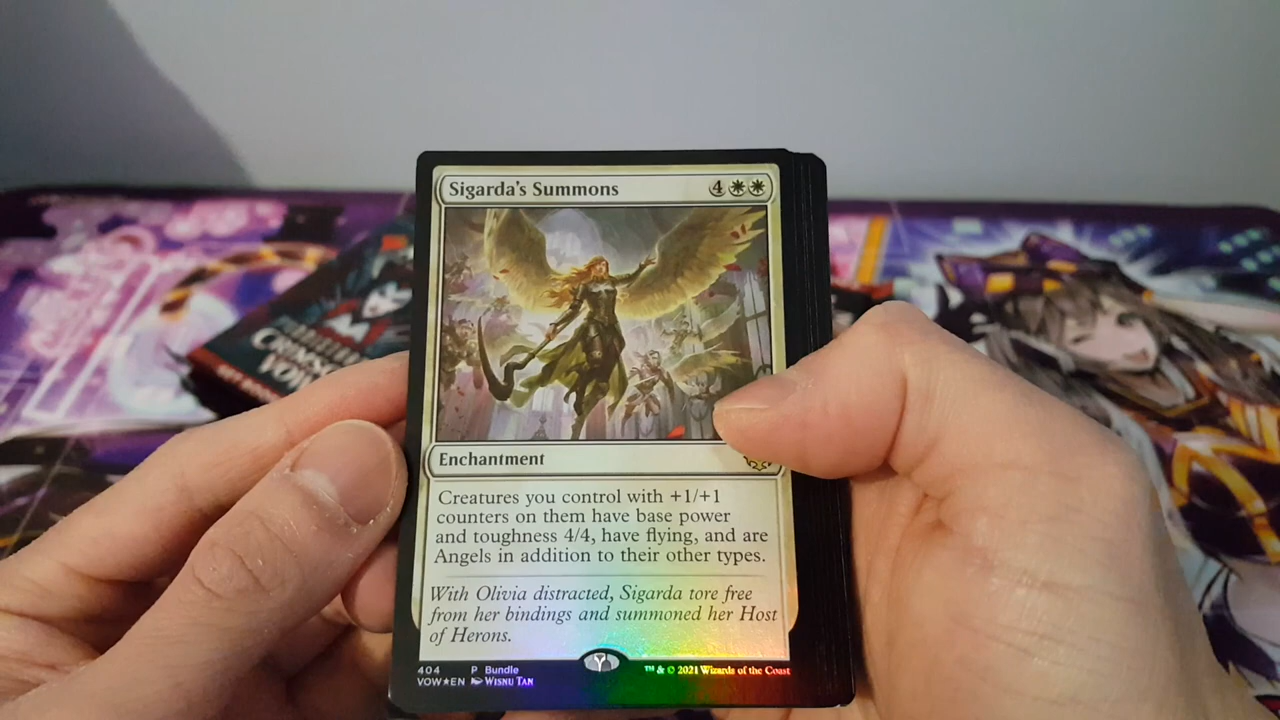 Sigarda's Summons 4
Enchantment
Creatures you control with +1/+1
counters on them have base power
and toughness 4/4, have flying, and are
Angels in addition to their other types.
With Olivia distracted, Sigarda tore free
from her bindings and summoned her Host
of Herons.
404 P Bundle
VOW★EN Wisnu Tan
™ & © 2021 Wizards of the Coast